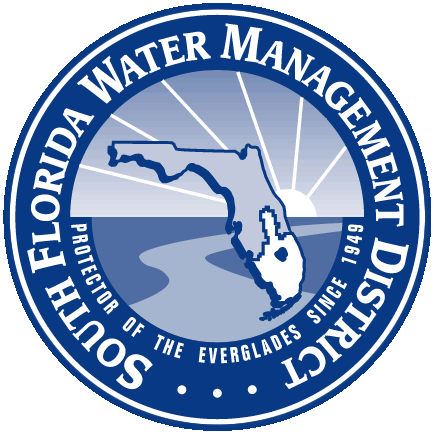 SOUTH FLORIDA WATER MANAGEMENT DISTRICT
PROTECTOR OF THE EVERGLADES SINCE 1949